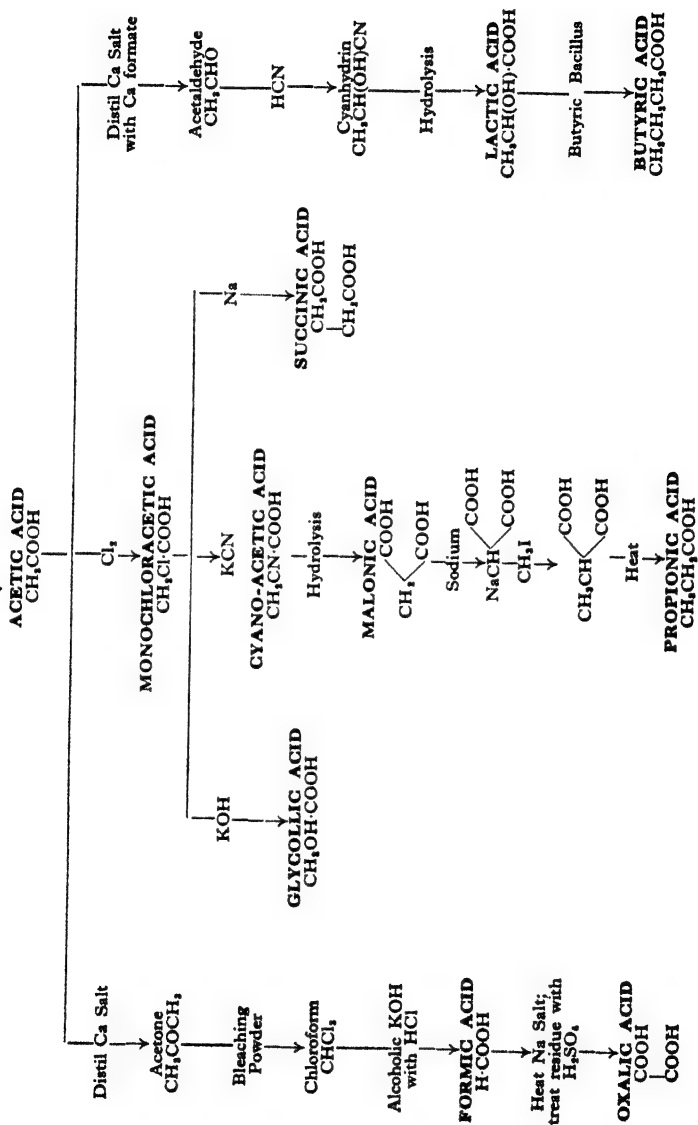 ACETIC ACID
CH₃COOH
Distil Ca Salt
Acetone
CH₃COCH₃
Bleaching
Powder
Chloroform
CHCl₃
Alcoholic KOH
with HCl
FORMIC ACID
H·COOH
Heat Na Salt;
treat residue with
H₂SO₄
OXALIC ACID
COOH
COOH
Cl₂
MONOCHLORACETIC ACID
CH₂Cl·COOH
KOH
GLYCOLLIC ACID
CH₂OH·COOH
KCN
CYANO-ACETIC ACID
CH₂CN·COOH
Hydrolysis
MALONIC ACID
COOH
CH₂
COOH
Sodium
COOH
NaCH
COOH
CH₃I
COOH
CH₃CH
COOH
Heat
PROPIONIC ACID
CH₃CH₂COOH
Na
SUCCINIC ACID
CH₂COOH
CH₂COOH
Distil Ca Salt
with Ca formate
Acetaldehyde
CH₃CHO
HCN
Cyanhydrin
CH₃CH(OH)CN
Hydrolysis
LACTIC ACID
CH₃CH(OH)·COOH
Butyric Bacillus
BUTYRIC ACID
CH₃CH₂CH₂COOH